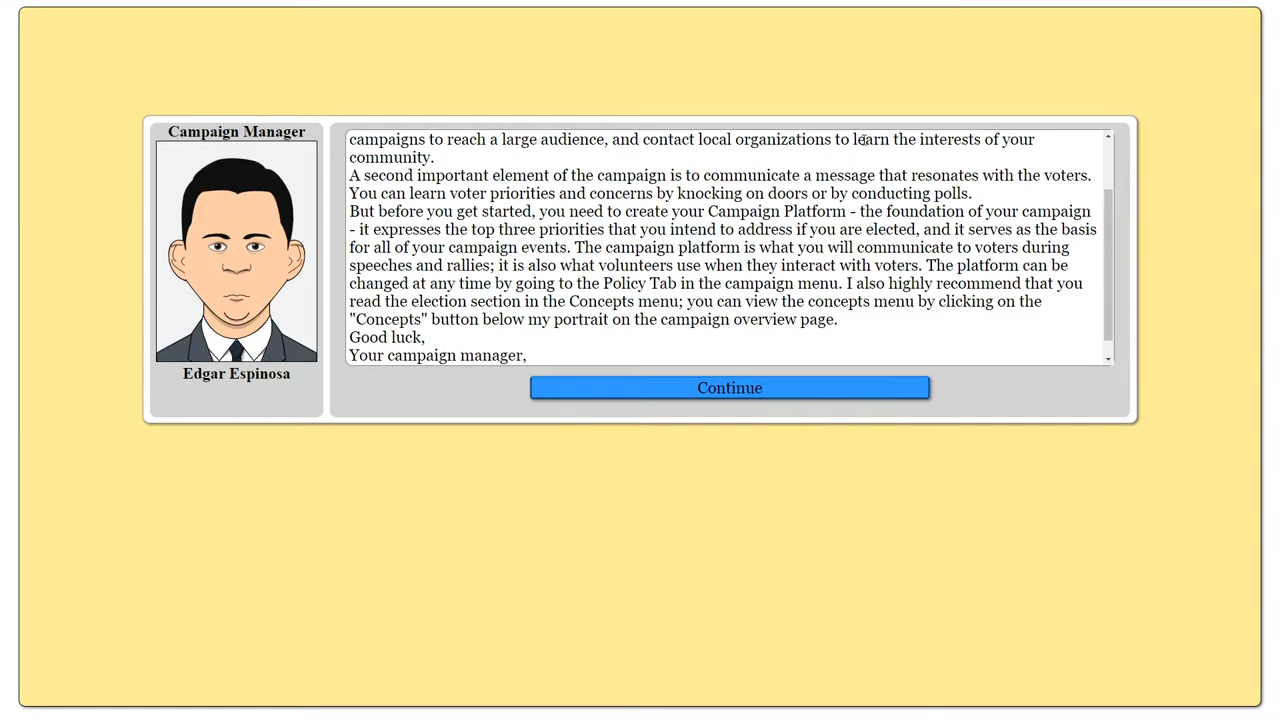 Campaign Manager
Edgar Espinosa
campaigns to reach a large audience, and contact local organizations to learn the interests of your
community.
A second important element of the campaign is to communicate a message that resonates with the voters.
You can learn voter priorities and concerns by knocking on doors or by conducting polls.
But before you get started, you need to create your Campaign Platform - the foundation of your campaign
- it expresses the top three priorities that you intend to address if you are elected, and it serves as the basis
for all of your campaign events. The campaign platform is what you will communicate to voters during
speeches and rallies; it is also what volunteers use when they interact with voters. The platform can be
changed at any time by going to the Policy Tab in the campaign menu. I also highly recommend that you
read the election section in the Concepts menu; you can view the concepts menu by clicking on the
"Concepts" button below my portrait on the campaign overview page.
Good luck,
Your campaign manager,
Continue